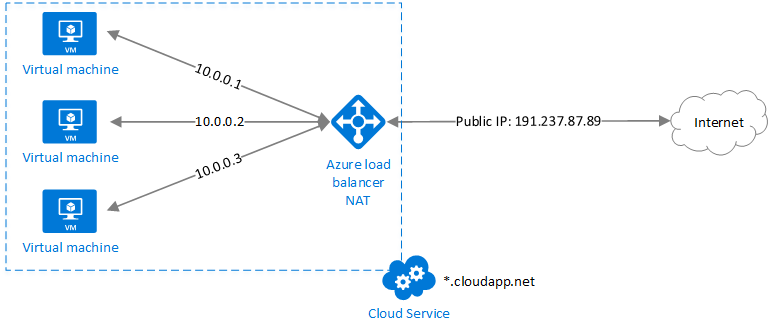 VM
Virtual machine
10.0.0.1
VM
Virtual machine
10.0.0.2
VM
Virtual machine
10.0.0.3
Azure load
balancer
NAT
Public IP: 191.237.87.89
Internet
*.cloudapp.net
Cloud Service